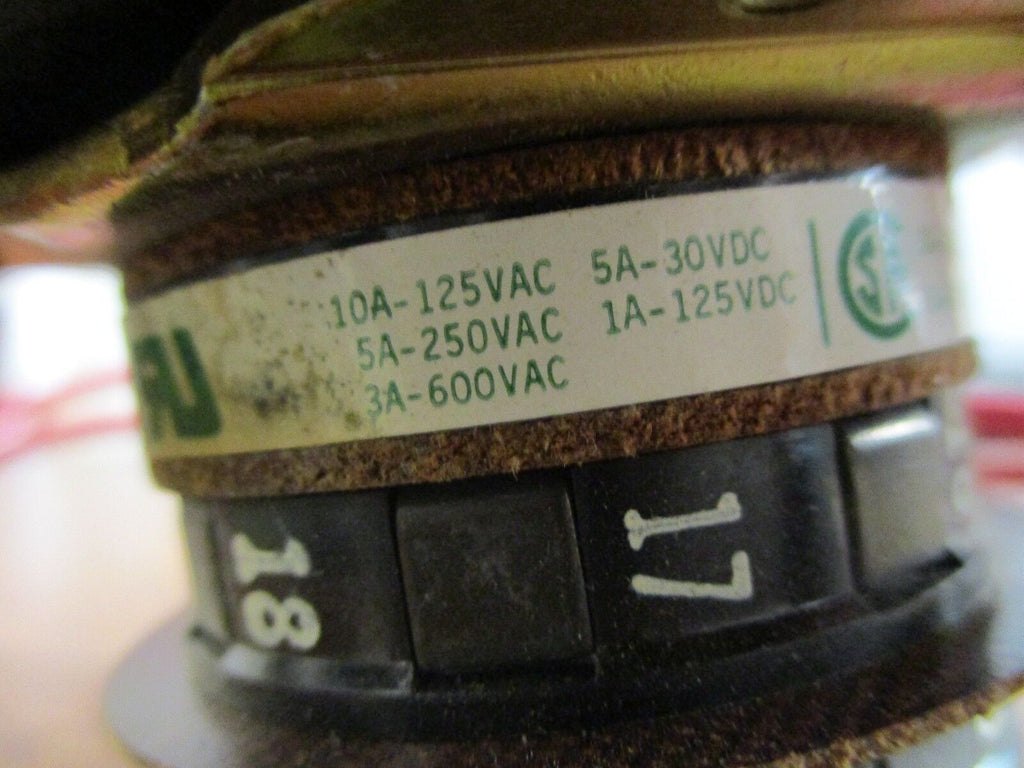 10A-125VAC 5A-30VDC
5A-250VAC 1A-125VDC
3A-600VAC
18
17